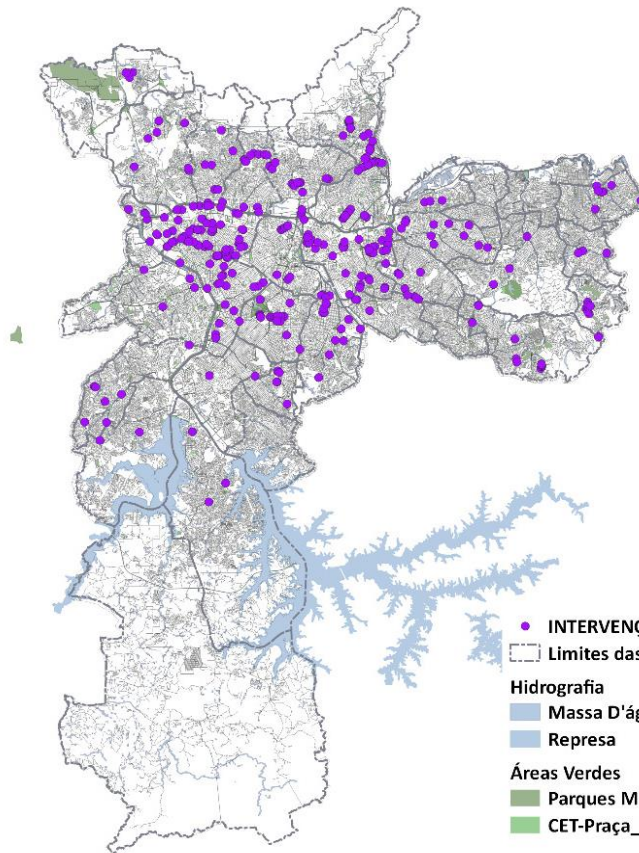 INTERVENÇ
Limites das
Hidrografia
Massa D'ág
Represa
Áreas Verdes
Parques M
CET-Praça_